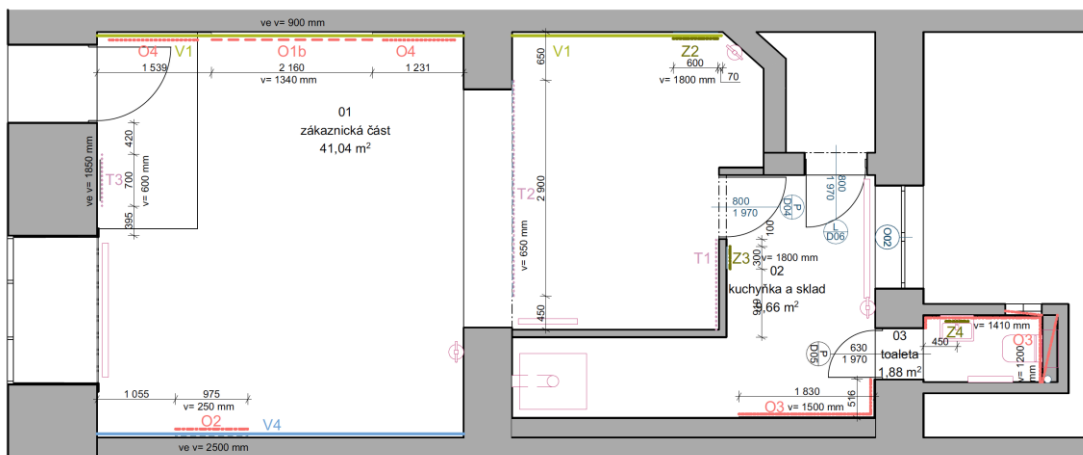 ve v= 900 mm
O4
V1
O1b
O4
V1
Z2
1 539
2 160
1 231
v= 1340 mm
650
600
v= 1800 mm
70
01
zákaznická část
41,04 m²
ve v= 1850 mm
T3
420
700
395
v= 600 mm
T2
2 900
v= 650 mm
450
800
1 970
P
D04
800
1 970
L
D06
O02
100
T1
Z3
300
v= 1800 mm
02
kuchyňka a sklad
910
630
1 970
P
D05
03
toaleta
1,88 m²
450
Z4
v= 1410 mm
O3
v= 1200
mm
1 830
516
O3
v= 1500 mm
1 055
975
v= 250 mm
O2
V4
ve v= 2500 mm